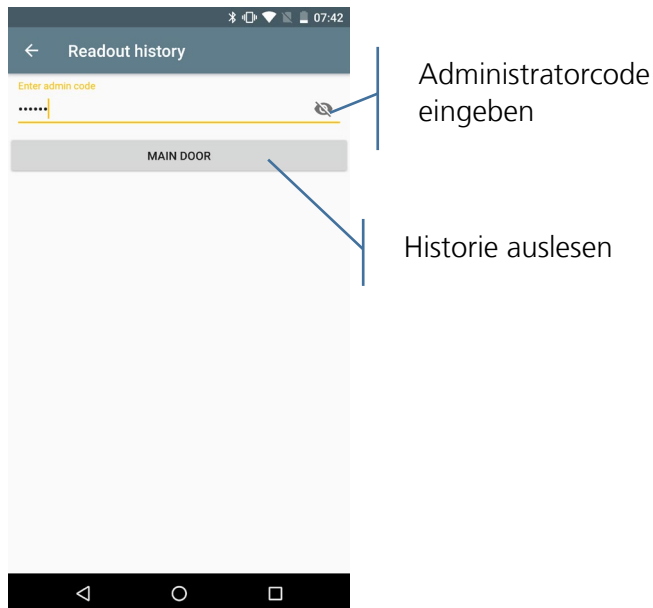 07:42
Readout history
Enter admin code
••••••
MAIN DOOR
Administratorcode
eingeben
Historie auslesen